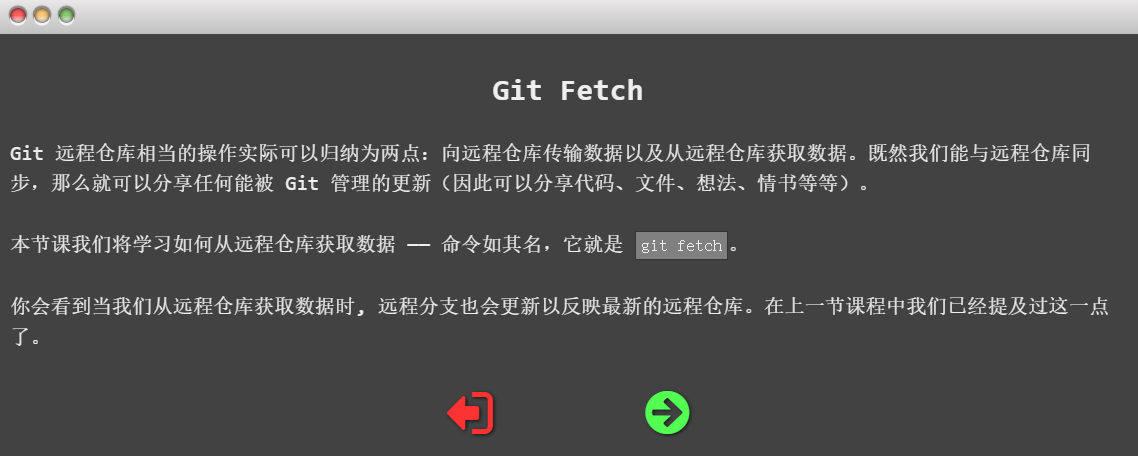 Git Fetch
Git 远程仓库相当的操作实际可以归纳为两点：向远程仓库传输数据以及从远程仓库获取数据。既然我们能与远程仓库同
步，那么就可以分享任何能被 Git 管理的更新（因此可以分享代码、文件、想法、情书等等）。
本节课我们将学习如何从远程仓库获取数据 —— 命令如其名，它就是 git fetch。
你会看到当我们从远程仓库获取数据时, 远程分支也会更新以反映最新的远程仓库。在上一节课程中我们已经提及过这一点
了。